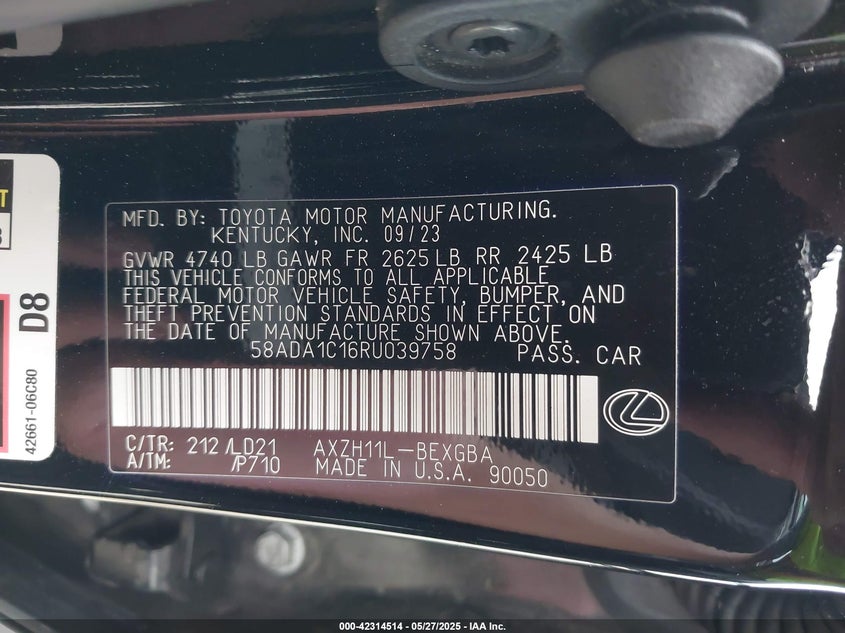 MFD. BY: TOYOTA MOTOR MANUFACTURING.
KENTUCKY, INC. 09/23
GVWR 4740 LB GAWR FR 2625 LB RR 2425 LB
THIS VEHICLE CONFORMS TO ALL APPLICABLE
FEDERAL MOTOR VEHICLE SAFETY, BUMPER, AND
THEFT PREVENTION STANDARDS IN EFFECT ON
THE DATE OF MANUFACTURE SHOWN ABOVE.
58ADA1C16RU039758 PASS. CAR
C/TR: 212 /LD21 AXZH11L-BEXGBA
A/TM: /P710 MADE IN U.S.A. 90050
D8
42661-06C80
000-42314514 - 05/27/2025 - IAA Inc.